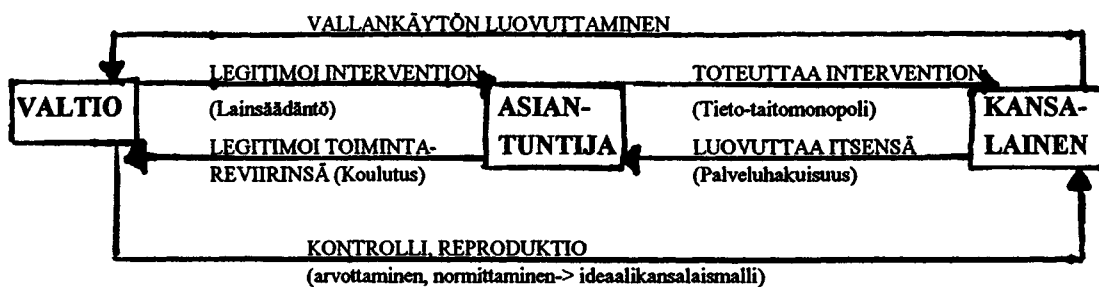 VALLANKÄYTÖN LUOVUTTAMINEN
LEGITIMOI INTERVENTION
TOTEUTTAA INTERVENTION
VALTIO
(Lainsäädäntö)
ASIAN-
TUNTIJA
(Tieto-taitomonopoli)
KANSA-
LAINEN
LEGITIMOI TOIMINTA-
REVIIRINSÄ (Koulutus)
LUOVUTTAA ITSENSÄ
(Palveluhakuisuus)
KONTROLLI, REPRODUKTIO
(arvottaminen, normittaminen-> ideaalikansalaismalli)